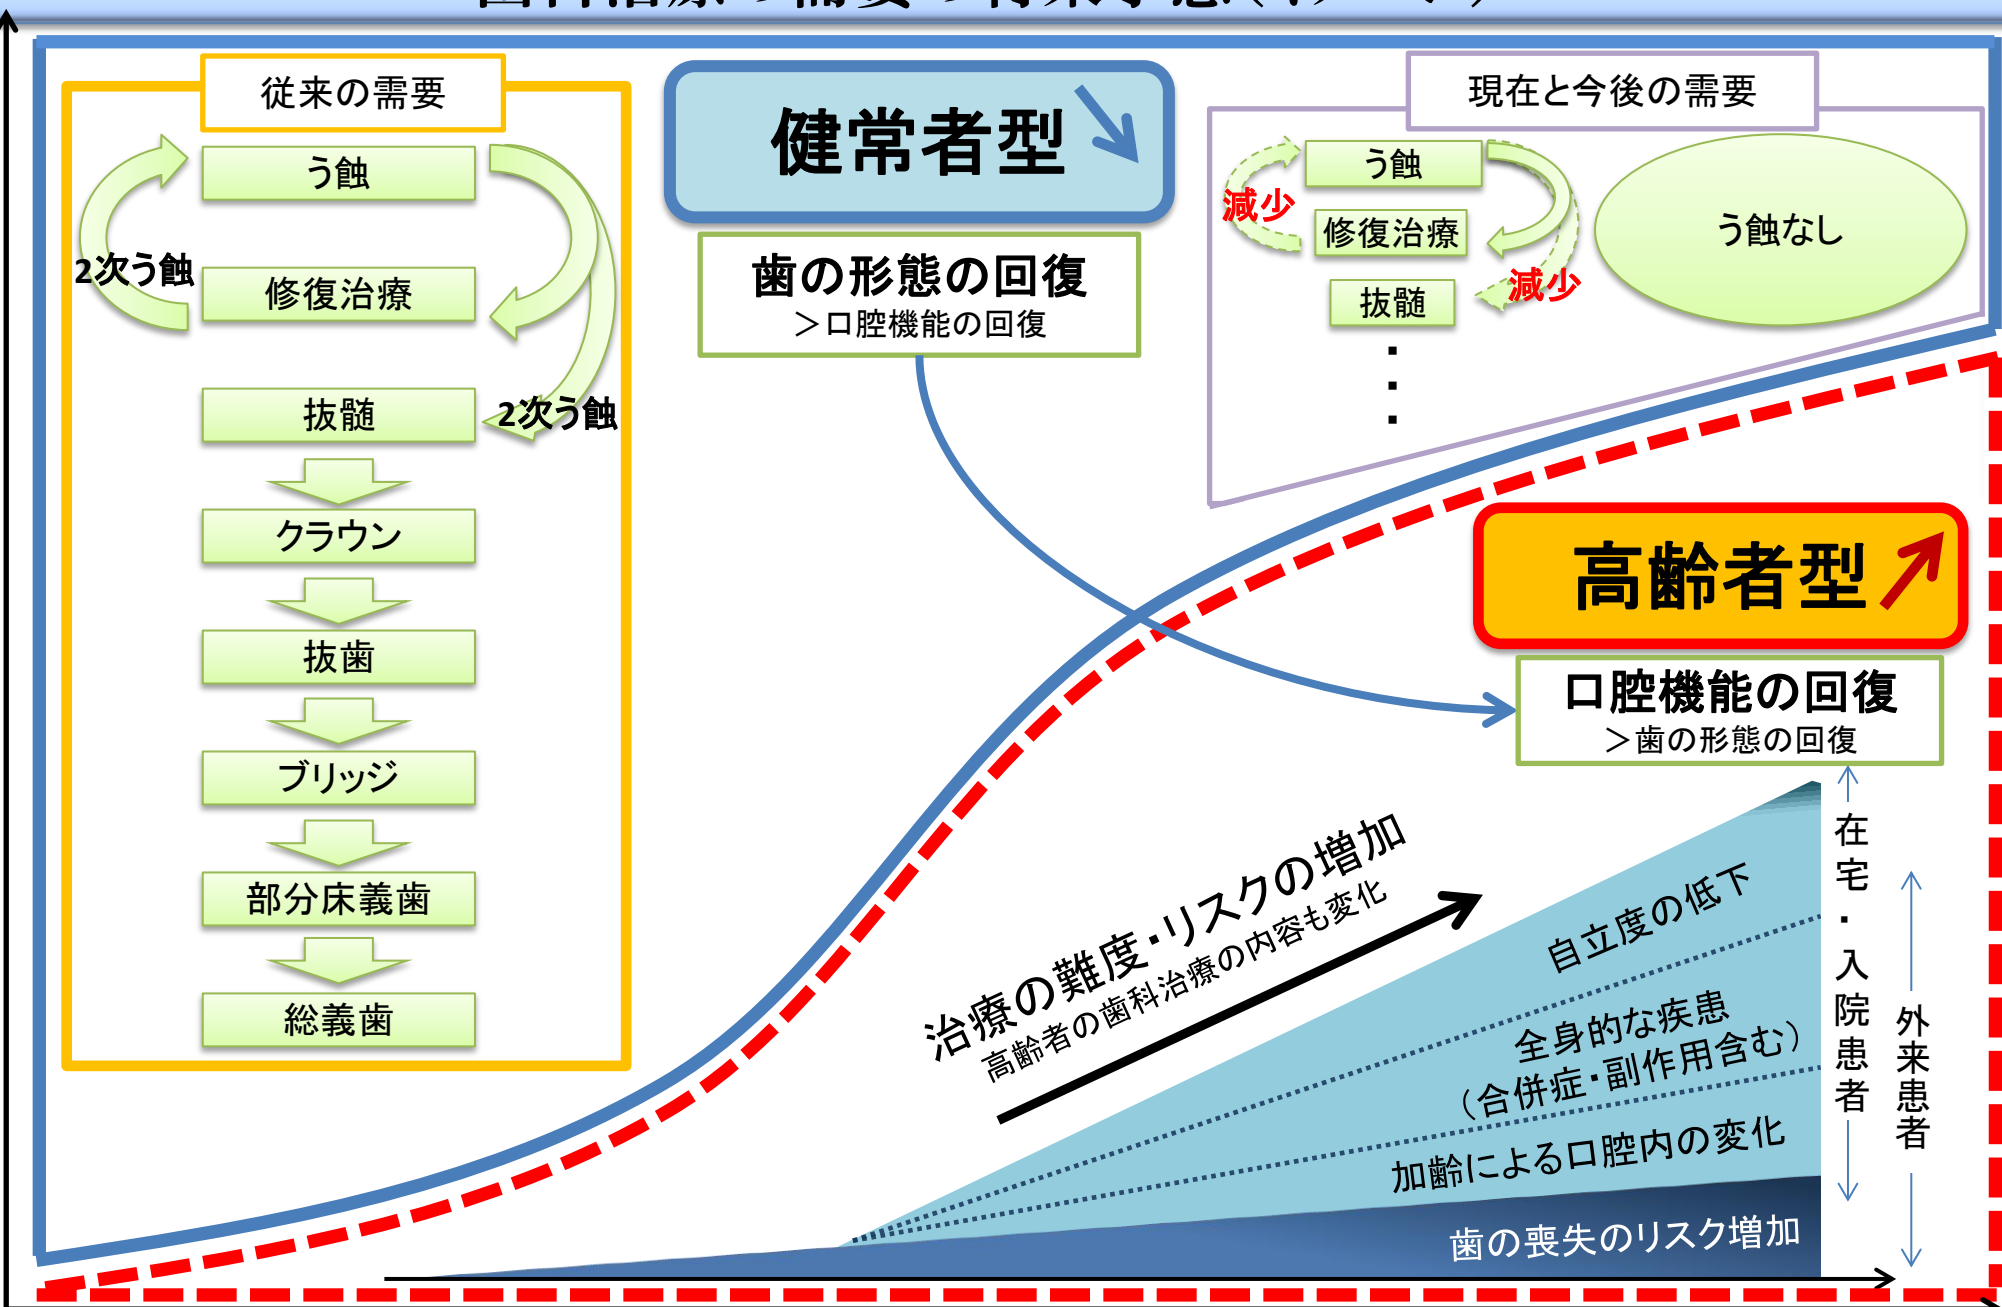 従来の需要
う蝕
2次う蝕
修復治療
抜髄
2次う蝕
クラウン
抜歯
ブリッジ
部分床義歯
総義歯
健常者型
歯の形態の回復
＞口腔機能の回復
現在と今後の需要
う蝕
減少
修復治療
減少
抜髄
・
・
・
う蝕なし
高齢者型
口腔機能の回復
＞歯の形態の回復
治療の難度・リスクの増加
高齢者の歯科治療の内容も変化
自立度の低下
全身的な疾患
（合併症・副作用含む）
加齢による口腔内の変化
歯の喪失のリスク増加
在宅・入院患者
外来患者